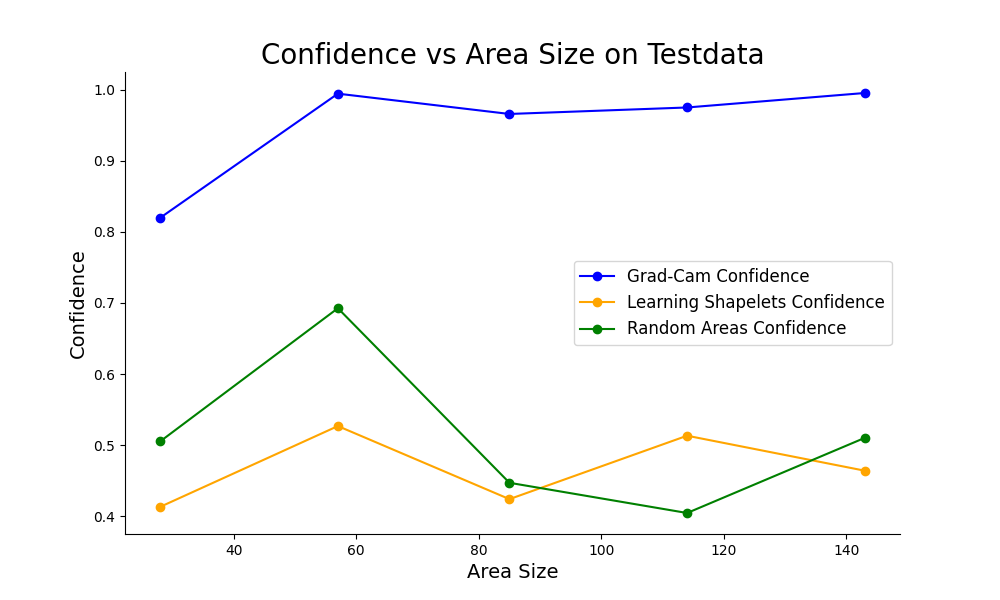 Confidence vs Area Size on Testdata
1.0
0.9
0.8
0.7
0.6
0.5
0.4
Confidence
Grad-Cam Confidence
Learning Shapelets Confidence
Random Areas Confidence
40 60 80 100 120 140
Area Size